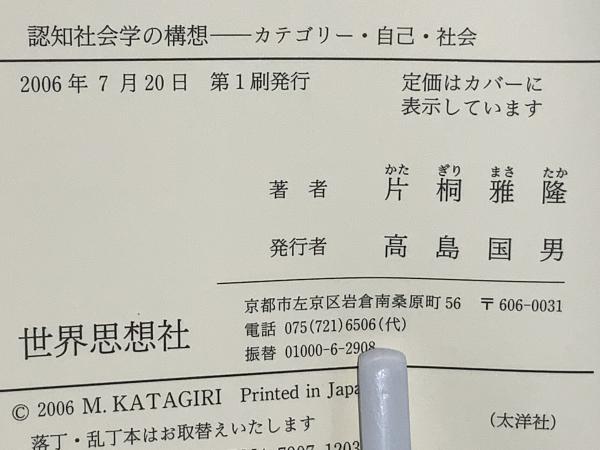 認知社会学の構想――カテゴリー・自己・社会
2006年7月20日 第1刷発行
定価はカバーに
表示しています
かた ぎり まさ たか
著者 片桐雅隆
発行者 高島国男
世界思想社
京都市左京区岩倉南桑原町56 〒606-0031
電話 075(721)6506(代)
振替 01000-6-2908
© 2006 M. KATAGIRI Printed in Japa
(太洋社)
落丁・乱丁本はお取替えいたします